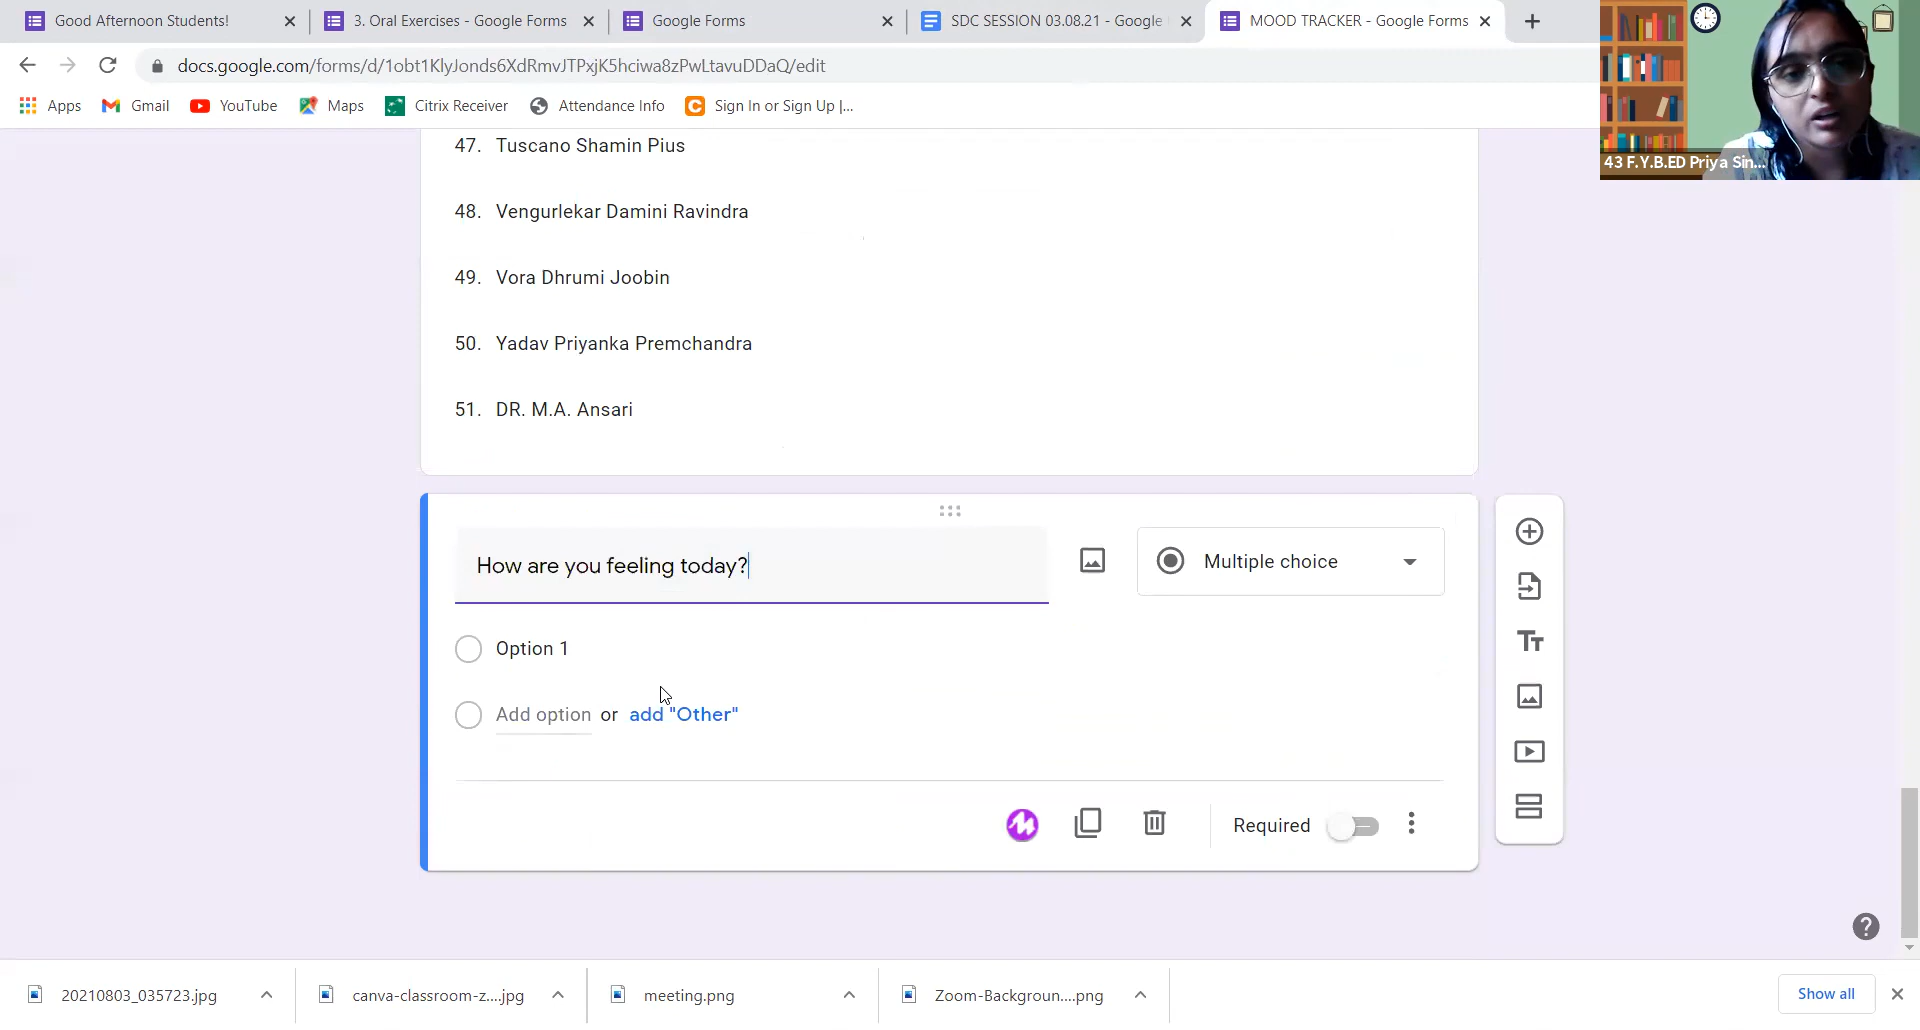 Good Afternoon Students!
3. Oral Exercises - Google Forms
Google Forms
SDC SESSION 03.08.21 - Google
MOOD TRACKER - Google Forms
docs.google.com/forms/d/1obt1KlyJonds6XdRmvJTPxjK5hciwa8zPwLtavuDDaQ/edit
Apps
Gmail
YouTube
Maps
Citrix Receiver
Attendance Info
Sign In or Sign Up |...
43 F.Y.B.ED Priya Sin...
47. Tuscano Shamin Pius
48. Vengurlekar Damini Ravindra
49. Vora Dhrumi Joobin
50. Yadav Priyanka Premchandra
51. DR. M.A. Ansari
How are you feeling today?
Multiple choice
Option 1
Add option or add "Other"
Required
20210803_035723.jpg
canva-classroom-z....jpg
meeting.png
Zoom-Backgroun....png
Show all